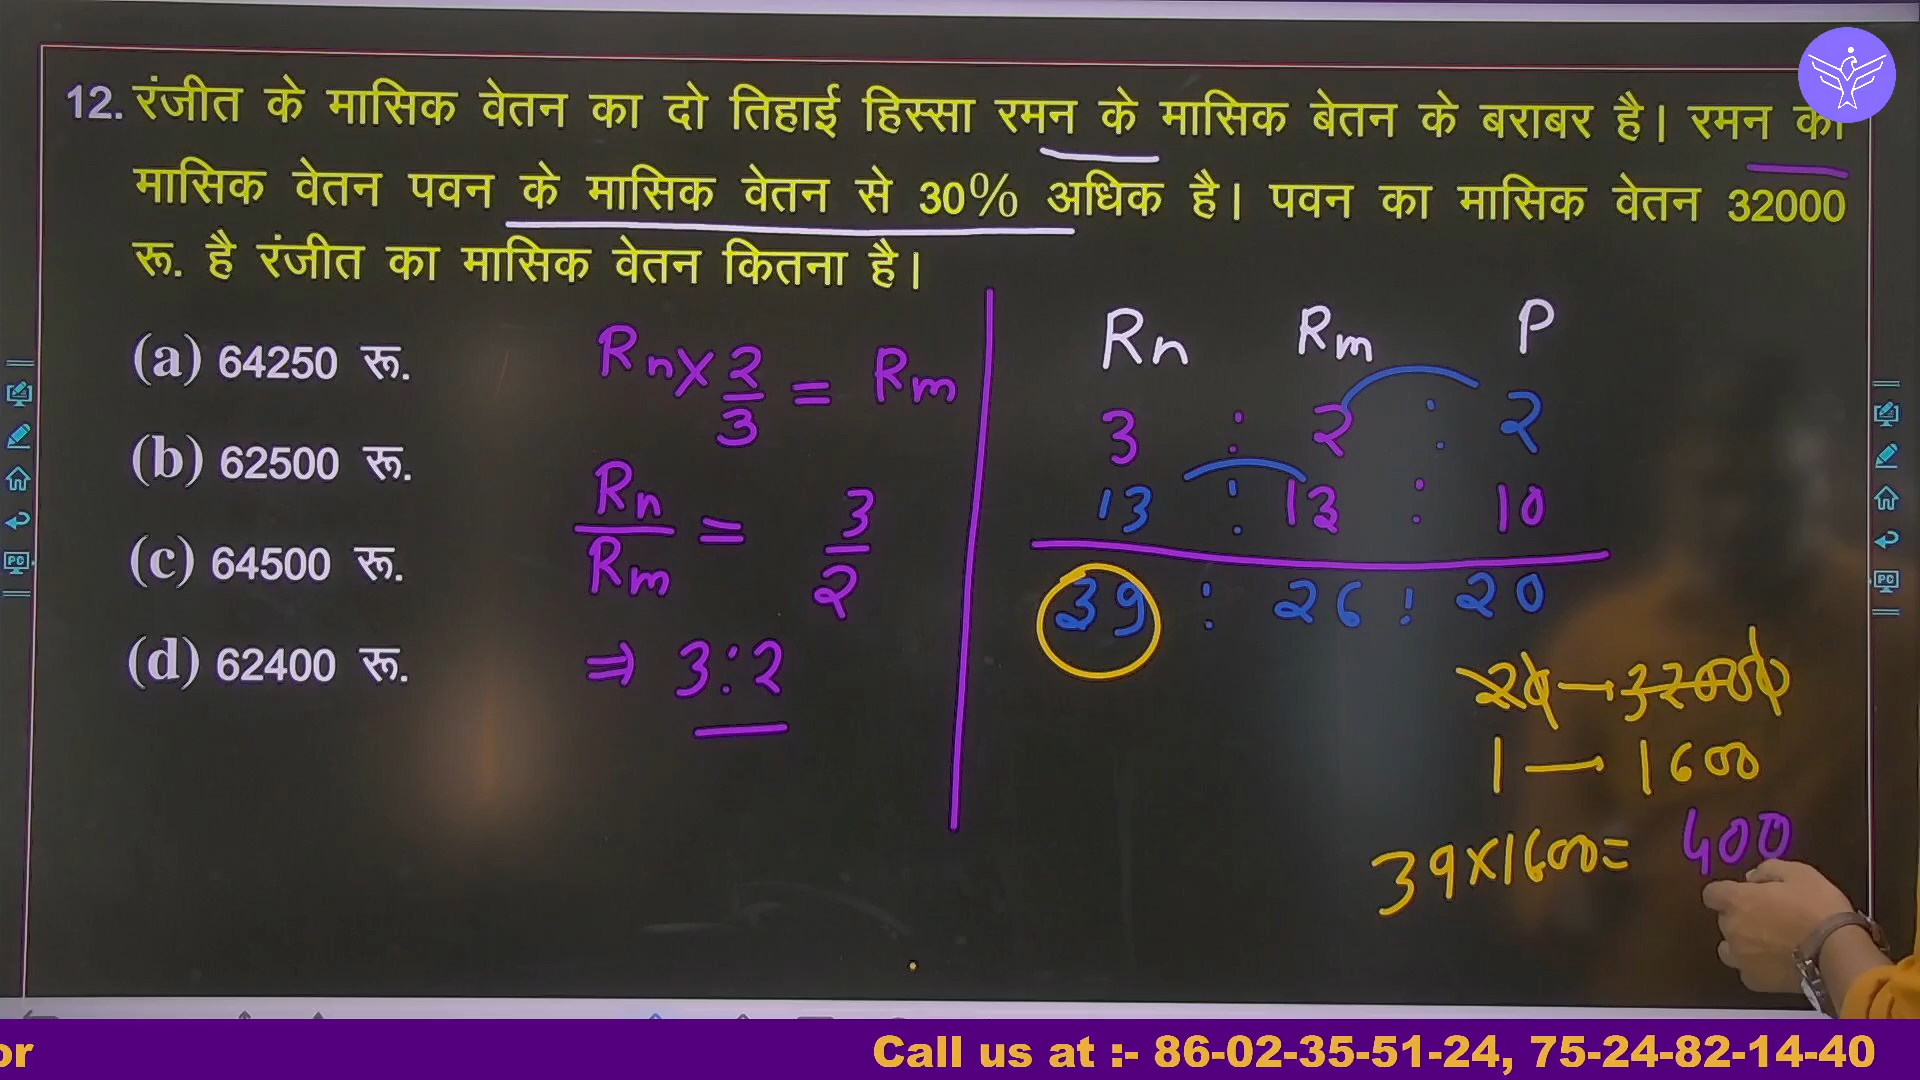 12. रंजीत के मासिक वेतन का दो तिहाई हिस्सा रमन के मासिक बेतन के बराबर है। रमन का
मासिक वेतन पवन के मासिक वेतन से 30% अधिक है। पवन का मासिक वेतन 32000
रू. है रंजीत का मासिक वेतन कितना है।
(a) 64250 रू.
(b) 62500 रू.
(c) 64500 रू.
(d) 62400 रू.
Rn × 2/3 = Rm
Rn/Rm = 3/2
⇒ 3:2
Rn Rm P
3 : 2 : 2
13 : 13 : 10
39 : 26 : 20
20 — 32000
1 — 1600
39×1600= 400
PC
PC
or
Call us at :- 86-02-35-51-24, 75-24-82-14-40